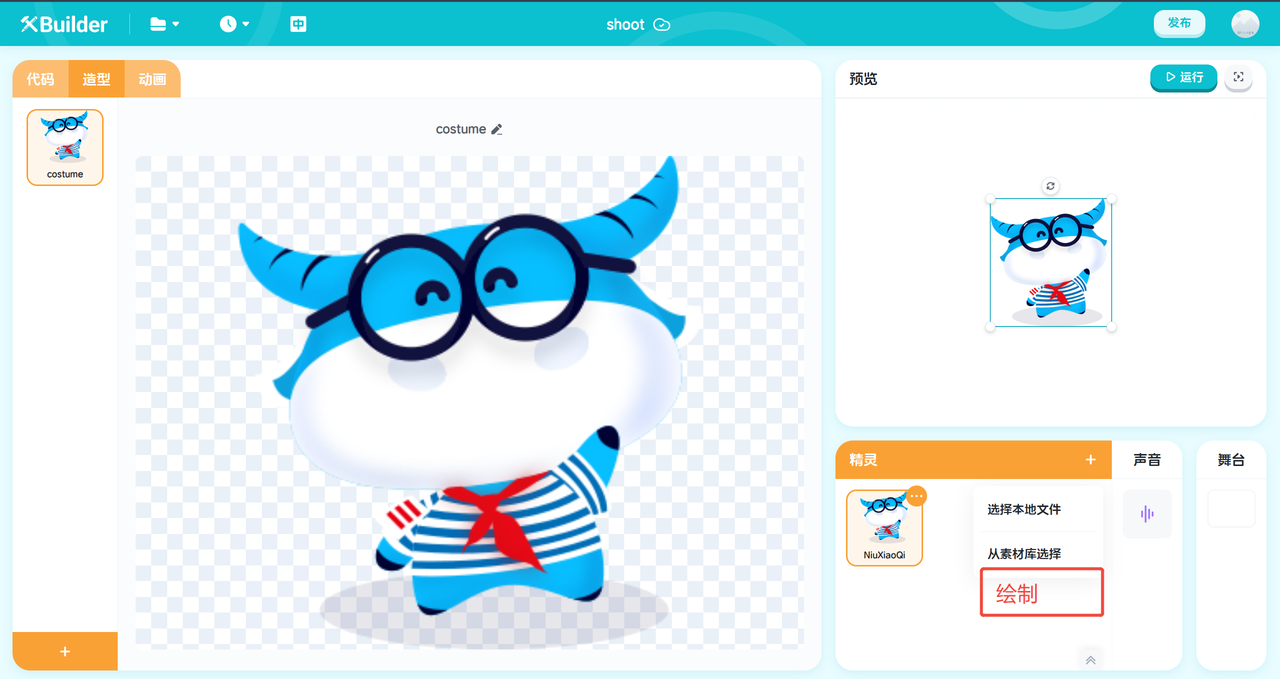 XBuilder
中
shoot
发布
代码
造型
动画
costume
costume
预览
运行
精灵
+
声音
舞台
NiuXiaoQi
选择本地文件
从素材库选择
绘制
+